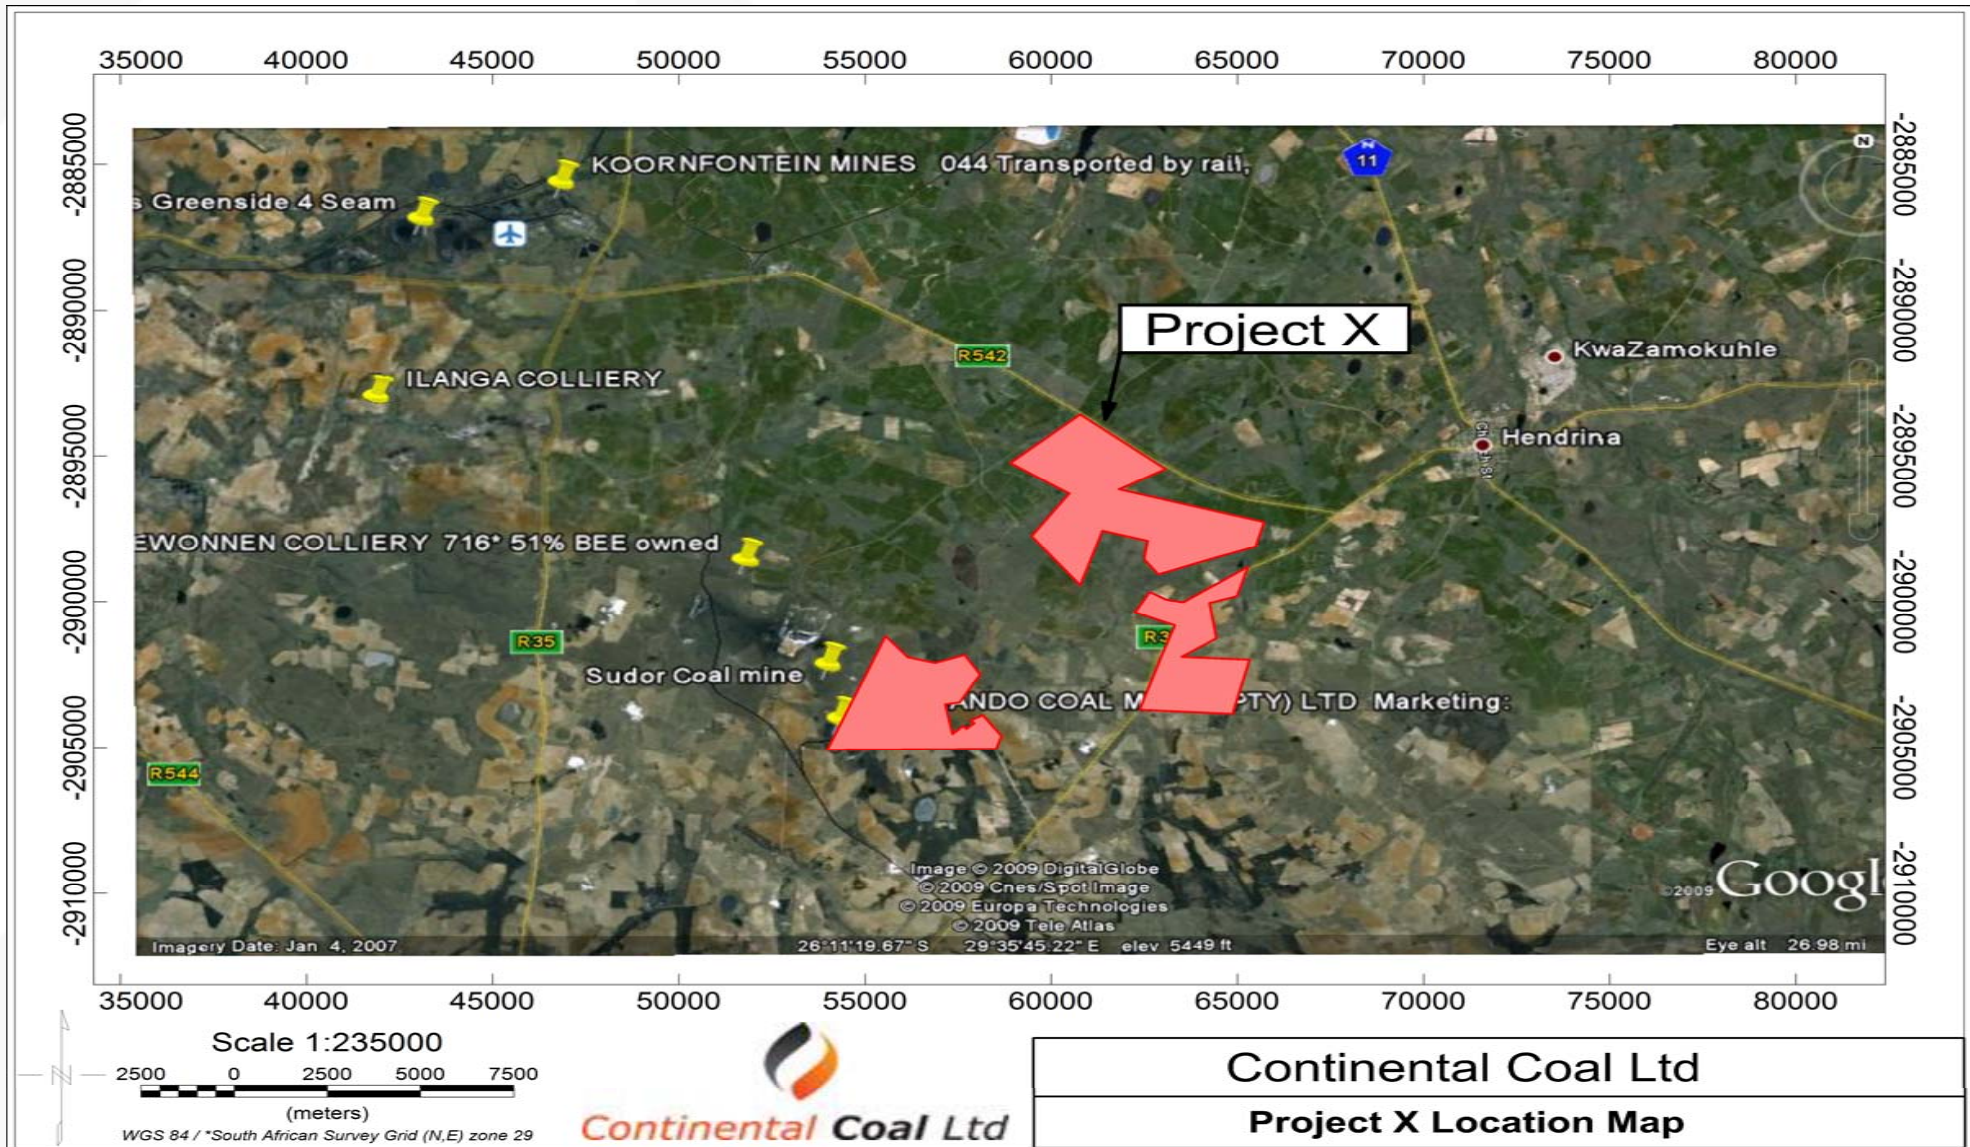 35000 40000 45000 50000 55000 60000 65000 70000 75000 80000
-2885000
-2890000
-2895000
-2900000
-2905000
-2910000
KOORNFONTEIN MINES 044 Transported by rail,
11
N
s Greenside 4 Seam
Project X
R542
KwaZamokuhle
ILANGA COLLIERY
Hendrina
EWONNEN COLLIERY 716* 51% BEE owned
R35
R3
Sudor Coal mine
ANDO COAL M PTY) LTD Marketing:
R544
Image © 2009 DigitalGlobe
© 2009 Cnes/Spot Image
© 2009 Europa Technologies
© 2009 Tele Atlas
©2009 Googl
Imagery Date: Jan 4, 2007 26°11'19.67" S 29°35'45.22" E elev 5449 ft Eye alt 26.98 mi
-2885000
-2890000
-2895000
-2900000
-2905000
-2910000
35000 40000 45000 50000 55000 60000 65000 70000 75000 80000
Scale 1:235000
2500 0 2500 5000 7500
(meters)
WGS 84 / *South African Survey Grid (N,E) zone 29
N
Continental Coal Ltd
Continental Coal Ltd
Project X Location Map